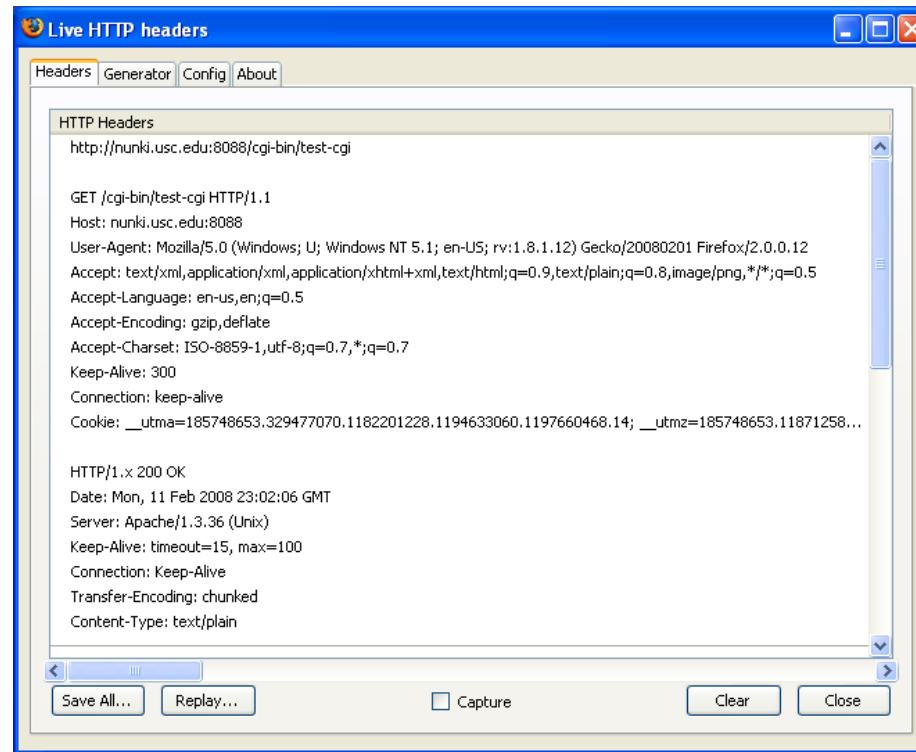 Live HTTP headers
Headers Generator Config About
HTTP Headers
http://nunki.usc.edu:8088/cgi-bin/test-cgi
GET /cgi-bin/test-cgi HTTP/1.1
Host: nunki.usc.edu:8088
User-Agent: Mozilla/5.0 (Windows; U; Windows NT 5.1; en-US; rv:1.8.1.12) Gecko/20080201 Firefox/2.0.0.12
Accept: text/xml,application/xml,application/xhtml+xml,text/html;q=0.9,text/plain;q=0.8,image/png,*/*;q=0.5
Accept-Language: en-us,en;q=0.5
Accept-Encoding: gzip,deflate
Accept-Charset: ISO-8859-1,utf-8;q=0.7,*;q=0.7
Keep-Alive: 300
Connection: keep-alive
Cookie: __utma=185748653.329477070.1182201228.1194633060.1197660468.14; __utmz=185748653.11871258...
HTTP/1.x 200 OK
Date: Mon, 11 Feb 2008 23:02:06 GMT
Server: Apache/1.3.36 (Unix)
Keep-Alive: timeout=15, max=100
Connection: Keep-Alive
Transfer-Encoding: chunked
Content-Type: text/plain
Save All... Replay... Capture Clear Close